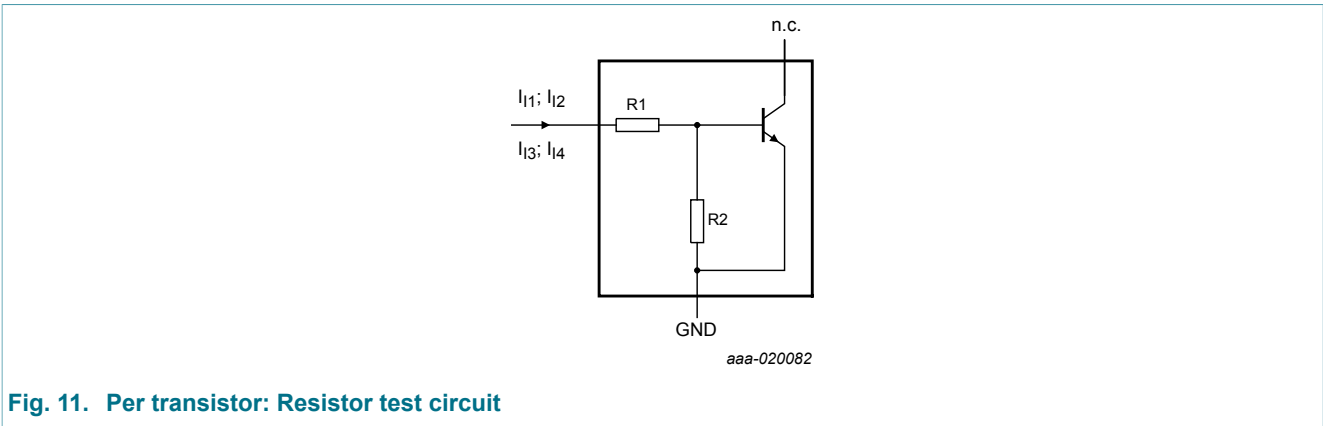 n.c.
I_I1; I_I2
R1
I_I3; I_I4
R2
GND
aaa-020082
Fig. 11. Per transistor: Resistor test circuit